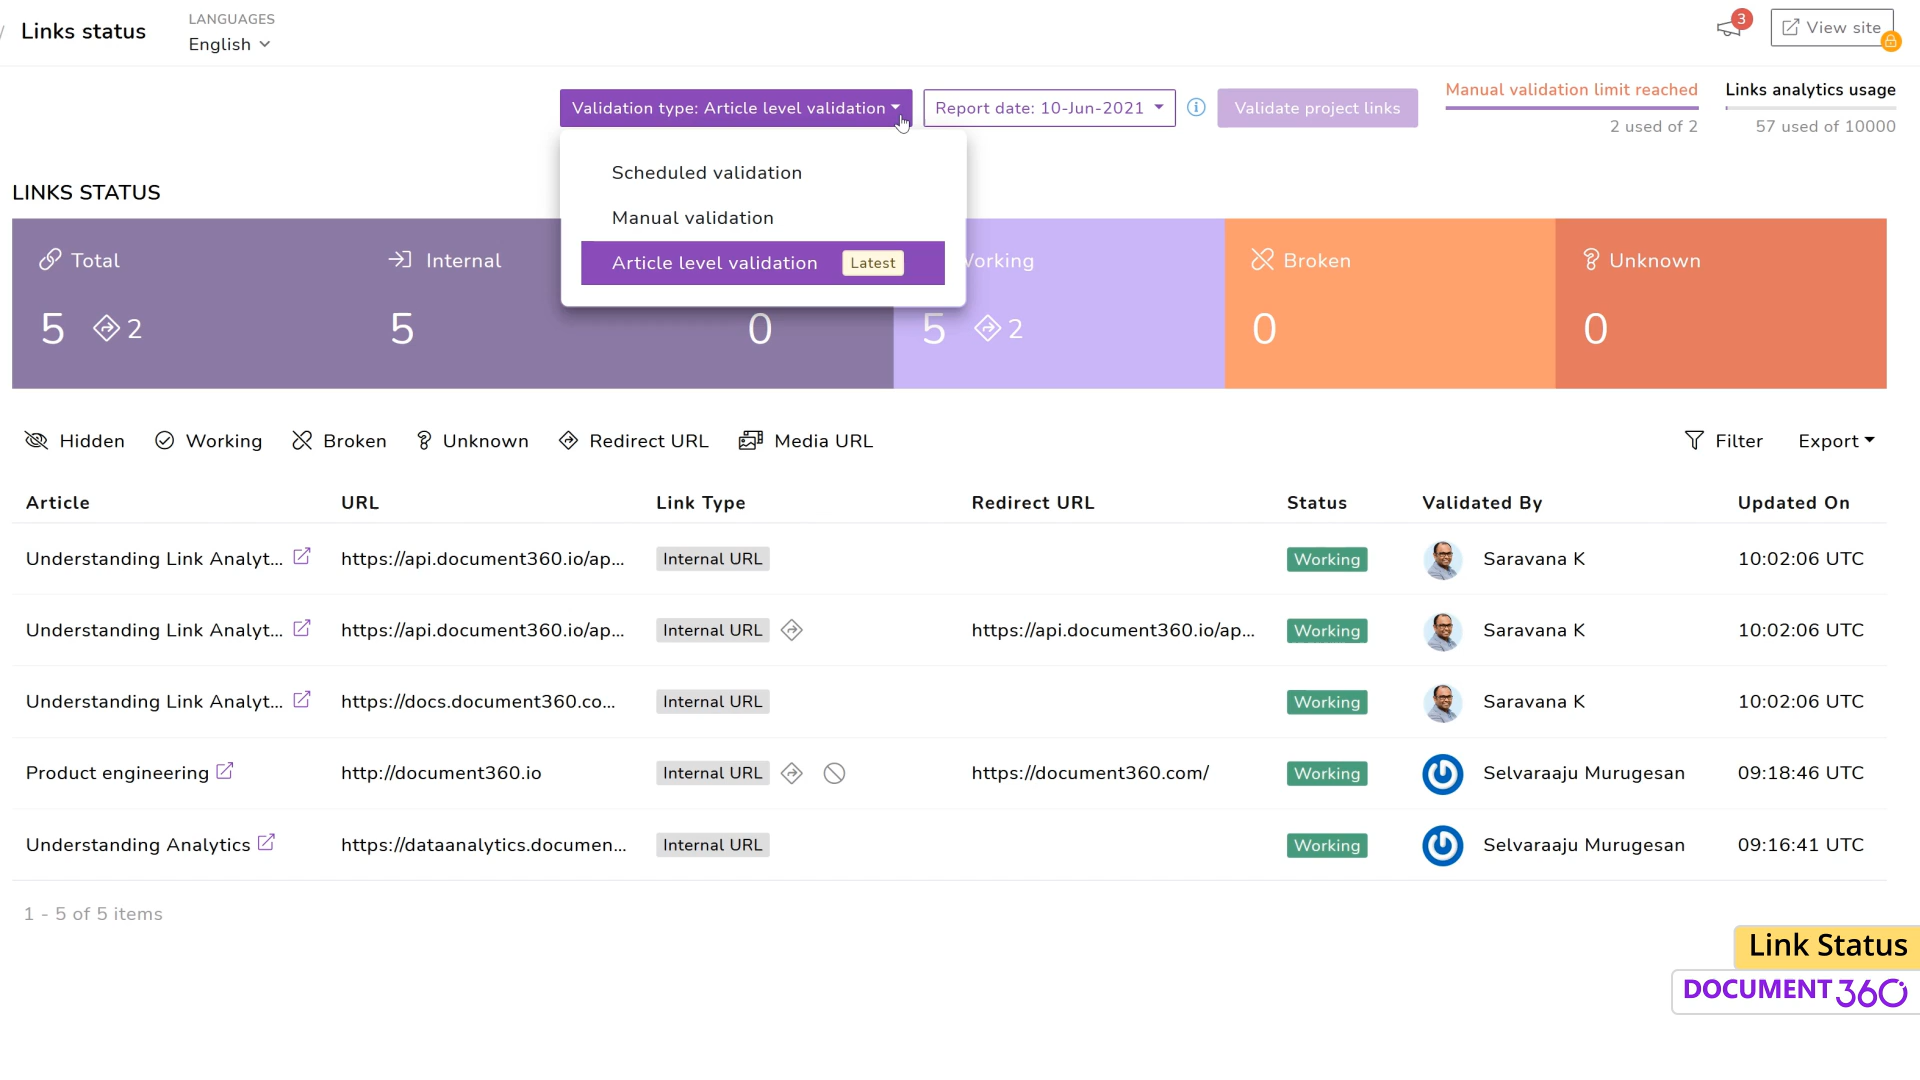 / Links status
LANGUAGES
English
3
View site
Validation type: Article level validation
Report date: 10-Jun-2021
Validate project links
Manual validation limit reached
2 used of 2
Links analytics usage
57 used of 10000
Scheduled validation
Manual validation
Article level validation Latest
LINKS STATUS
Total
Internal
Working
Broken
Unknown
5 2
5
0
5 2
0
0
Hidden
Working
Broken
Unknown
Redirect URL
Media URL
Filter
Export
Article URL Link Type Redirect URL Status Validated By Updated On
Understanding Link Analyt... https://api.document360.io/ap... Internal URL Working Saravana K 10:02:06 UTC
Understanding Link Analyt... https://api.document360.io/ap... Internal URL https://api.document360.io/ap... Working Saravana K 10:02:06 UTC
Understanding Link Analyt... https://docs.document360.co... Internal URL Working Saravana K 10:02:06 UTC
Product engineering http://document360.io Internal URL https://document360.com/ Working Selvaraaju Murugesan 09:18:46 UTC
Understanding Analytics https://dataanalytics.documen... Internal URL Working Selvaraaju Murugesan 09:16:41 UTC
1 - 5 of 5 items
Link Status
DOCUMENT360